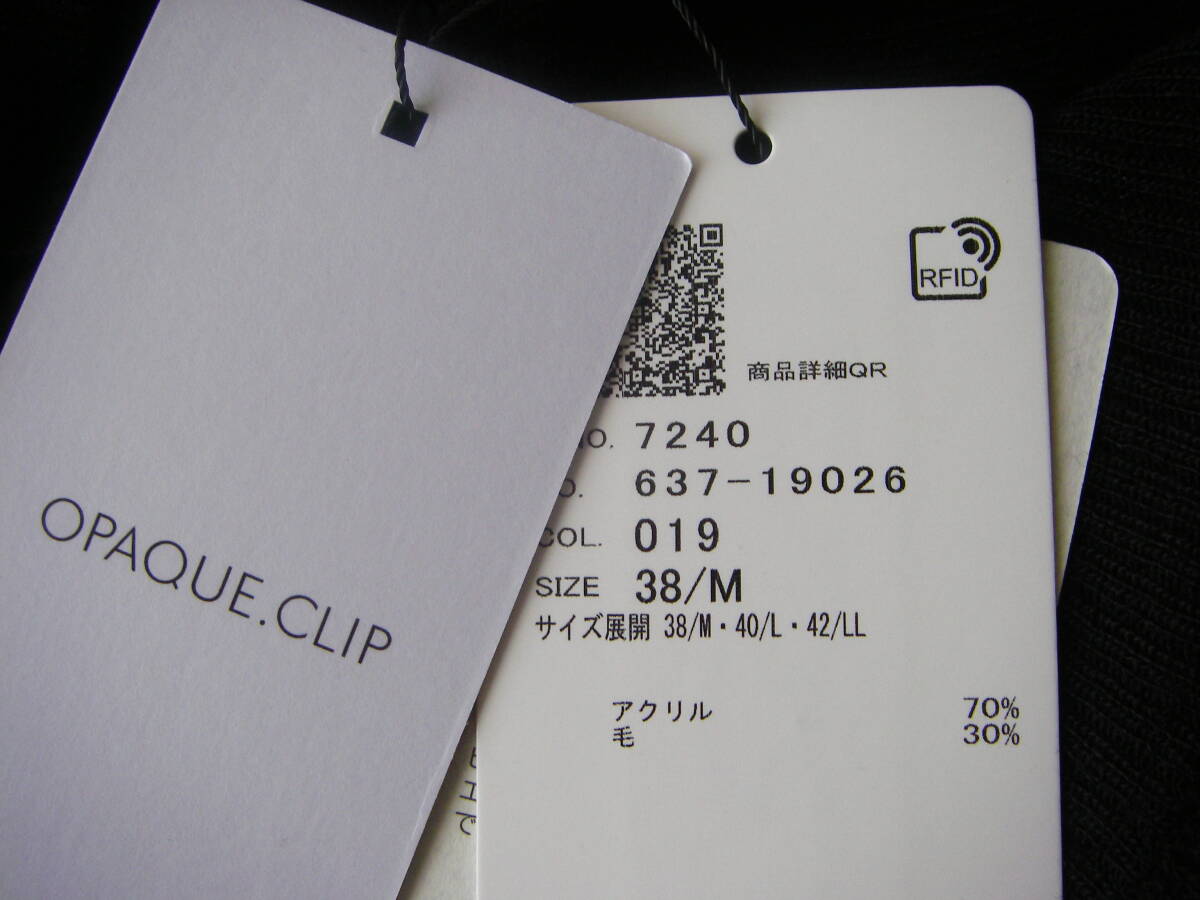 OPAQUE.CLIP
RFID
商品詳細QR
7240
637-19026
COL. 019
SIZE 38/M
サイズ展開 38/M・40/L・42/LL
アクリル 70%
毛 30%